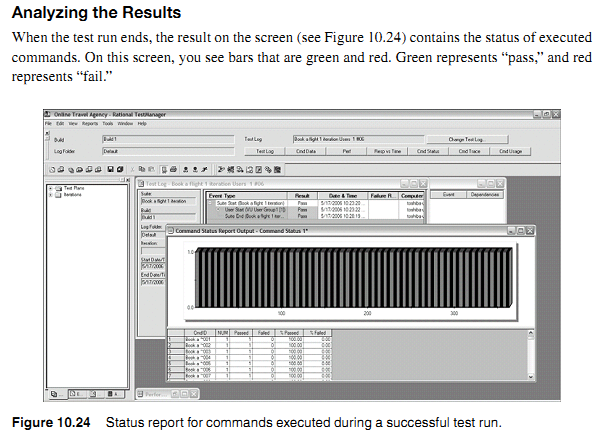 Analyzing the Results
When the test run ends, the result on the screen (see Figure 10.24) contains the status of executed
commands. On this screen, you see bars that are green and red. Green represents “pass,” and red
represents “fail.”
Online Travel Agency - Rational TestManager
File Edit View Reports Tools Window Help
Build Build 1 Test Log Book a flight 1 iteration Users 1 #06 Change Test Log...
Log Folder Default Test Log Cmd Data Perf Resp vs Time Cmd Status Cmd Trace Cmd Usage
Test Plans
Iterations
Test Log - Book a flight 1 iteration Users 1 #06
Suite:
Book a flight 1 iteration
Build:
Build 1
Log Folder:
Default
Iteration:
Start Date/T
5/17/2006
End Date/Ti
5/17/2006
Event Type Result Date & Time Failure R... Computer
Suite Start (Book a flight 1 iteration) Pass 5/17/2006 10:23:20 ... toshiba-
User Start (VU User Group1 [1]) Pass 5/17/2006 10:23:22 ... toshiba-
Suite End (Book a flight 1 iter... Pass 5/17/2006 10:28:19 ... toshiba-
Event Dependencies
Command Status Report Output - Command Status 1*
1.0
0.0
100 200 300
CmdID NUM Passed Failed % Passed % Failed
1 Book a ~001 1 1 0 100.00 0.00
2 Book a ~002 1 1 0 100.00 0.00
3 Book a ~003 1 1 0 100.00 0.00
4 Book a ~004 1 1 0 100.00 0.00
5 Book a ~005 1 1 0 100.00 0.00
6 Book a ~006 1 1 0 100.00 0.00
7 Book a ~007 1 1 0 100.00 0.00
Perfor...
Figure 10.24 Status report for commands executed during a successful test run.